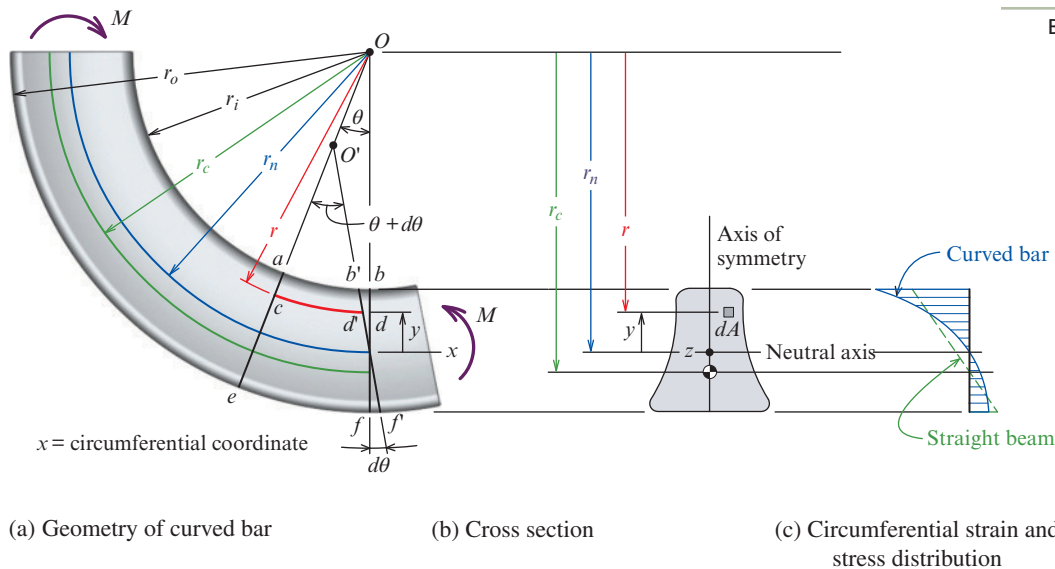 E
M
O
r_o
r_i
θ
O'
r_c
r_n
r_n
r_c
r
θ + dθ
r
Axis of
symmetry
Curved bar
a
b' b
c
d' d y
M
y
dA
x
z
Neutral axis
e
f f'
x = circumferential coordinate
dθ
Straight beam
(a) Geometry of curved bar
(b) Cross section
(c) Circumferential strain and
stress distribution